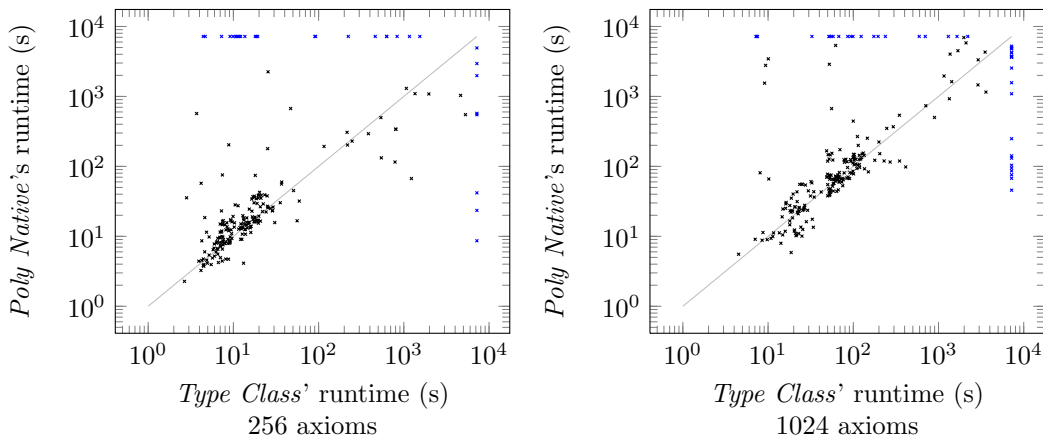 10^4
10^3
10^2
10^1
10^0
Poly Native's runtime (s)
10^0 10^1 10^2 10^3 10^4
Type Class' runtime (s)
256 axioms
10^4
10^3
10^2
10^1
10^0
Poly Native's runtime (s)
10^0 10^1 10^2 10^3 10^4
Type Class' runtime (s)
1024 axioms